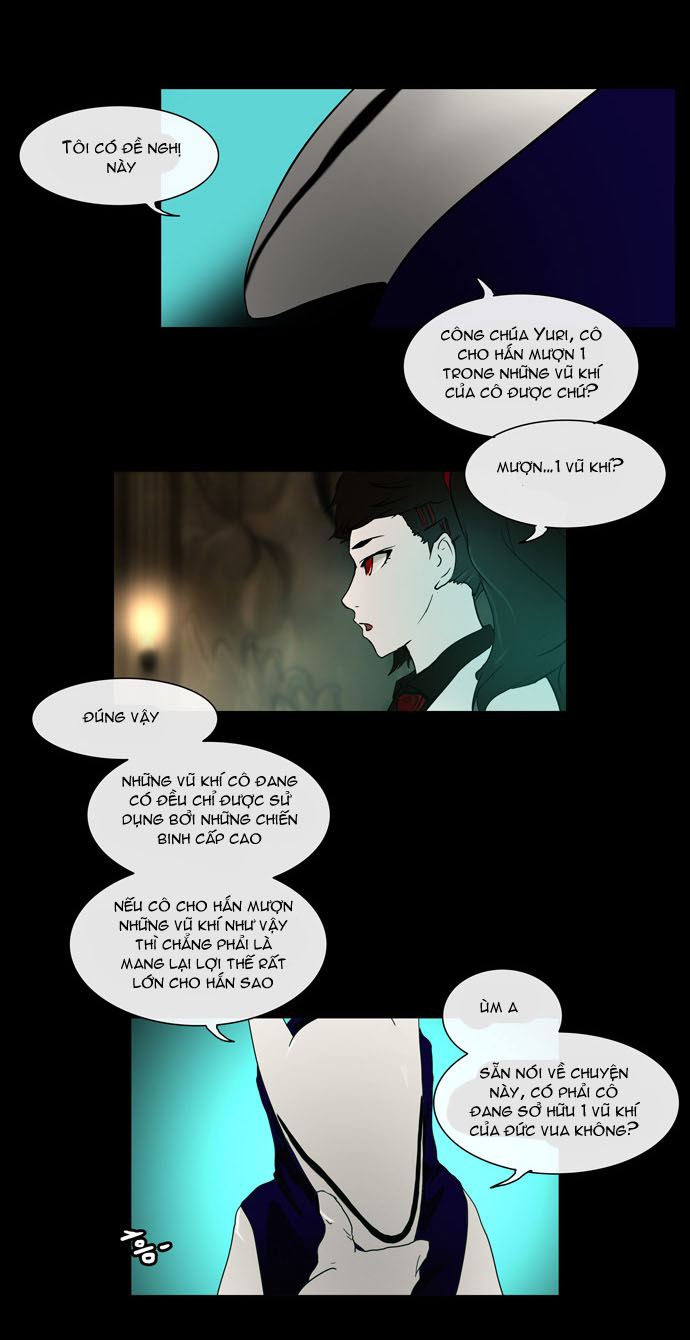 Tôi có đề nghị
này
công chúa Yuri, cô
cho hắn mượn 1
trong những vũ khí
của cô được chứ?
mượn...1 vũ khí?
đúng vậy
những vũ khí cô đang
có đều chỉ được sử
dụng bởi những chiến
binh cấp cao
nếu cô cho hắn mượn
những vũ khí như vậy
thì chẳng phải là
mang lại lợi thế rất
lớn cho hắn sao
ùm a
sẵn nói về chuyện
này, có phải cô
đang sở hữu 1 vũ khí
của đức vua không?